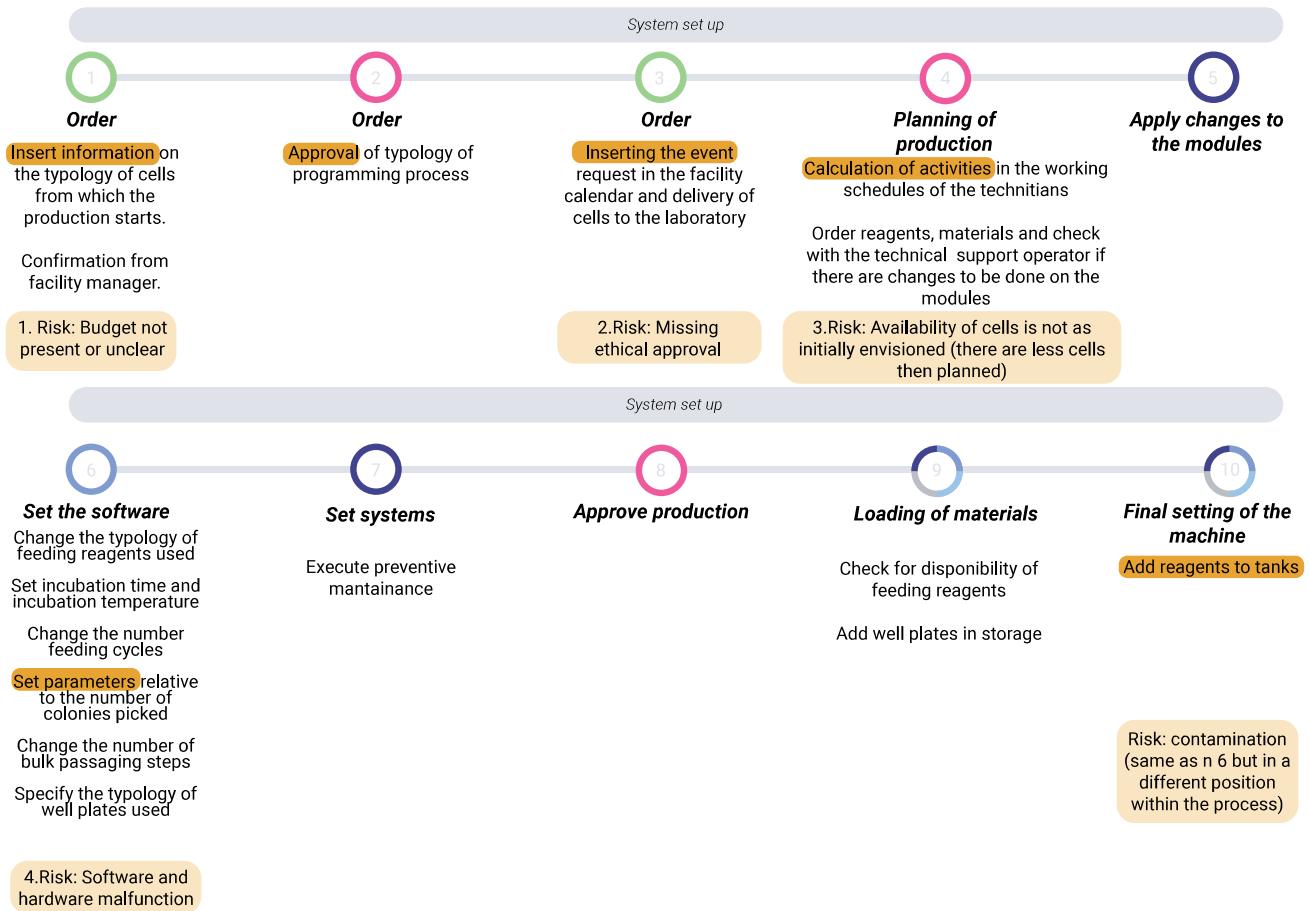 System set up
1
Order
Insert information on
the typology of cells
from which the
production starts.
Confirmation from
facility manager.
1. Risk: Budget not
present or unclear
2
Order
Approval of typology of
programming process
3
Order
Inserting the event
request in the facility
calendar and delivery of
cells to the laboratory
2.Risk: Missing
ethical approval
4
Planning of
production
Calculation of activities in the working
schedules of the technitians
Order reagents, materials and check
with the technical support operator if
there are changes to be done on the
modules
3.Risk: Availability of cells is not as
initially envisioned (there are less cells
then planned)
5
Apply changes to
the modules
System set up
6
Set the software
Change the typology of
feeding reagents used
Set incubation time and
incubation temperature
Change the number
feeding cycles
Set parameters relative
to the number of
colonies picked
Change the number of
bulk passaging steps
Specify the typology of
well plates used
4.Risk: Software and
hardware malfunction
7
Set systems
Execute preventive
mantainance
8
Approve production
9
Loading of materials
Check for disponibility of
feeding reagents
Add well plates in storage
10
Final setting of the
machine
Add reagents to tanks
Risk: contamination
(same as n 6 but in a
different position
within the process)